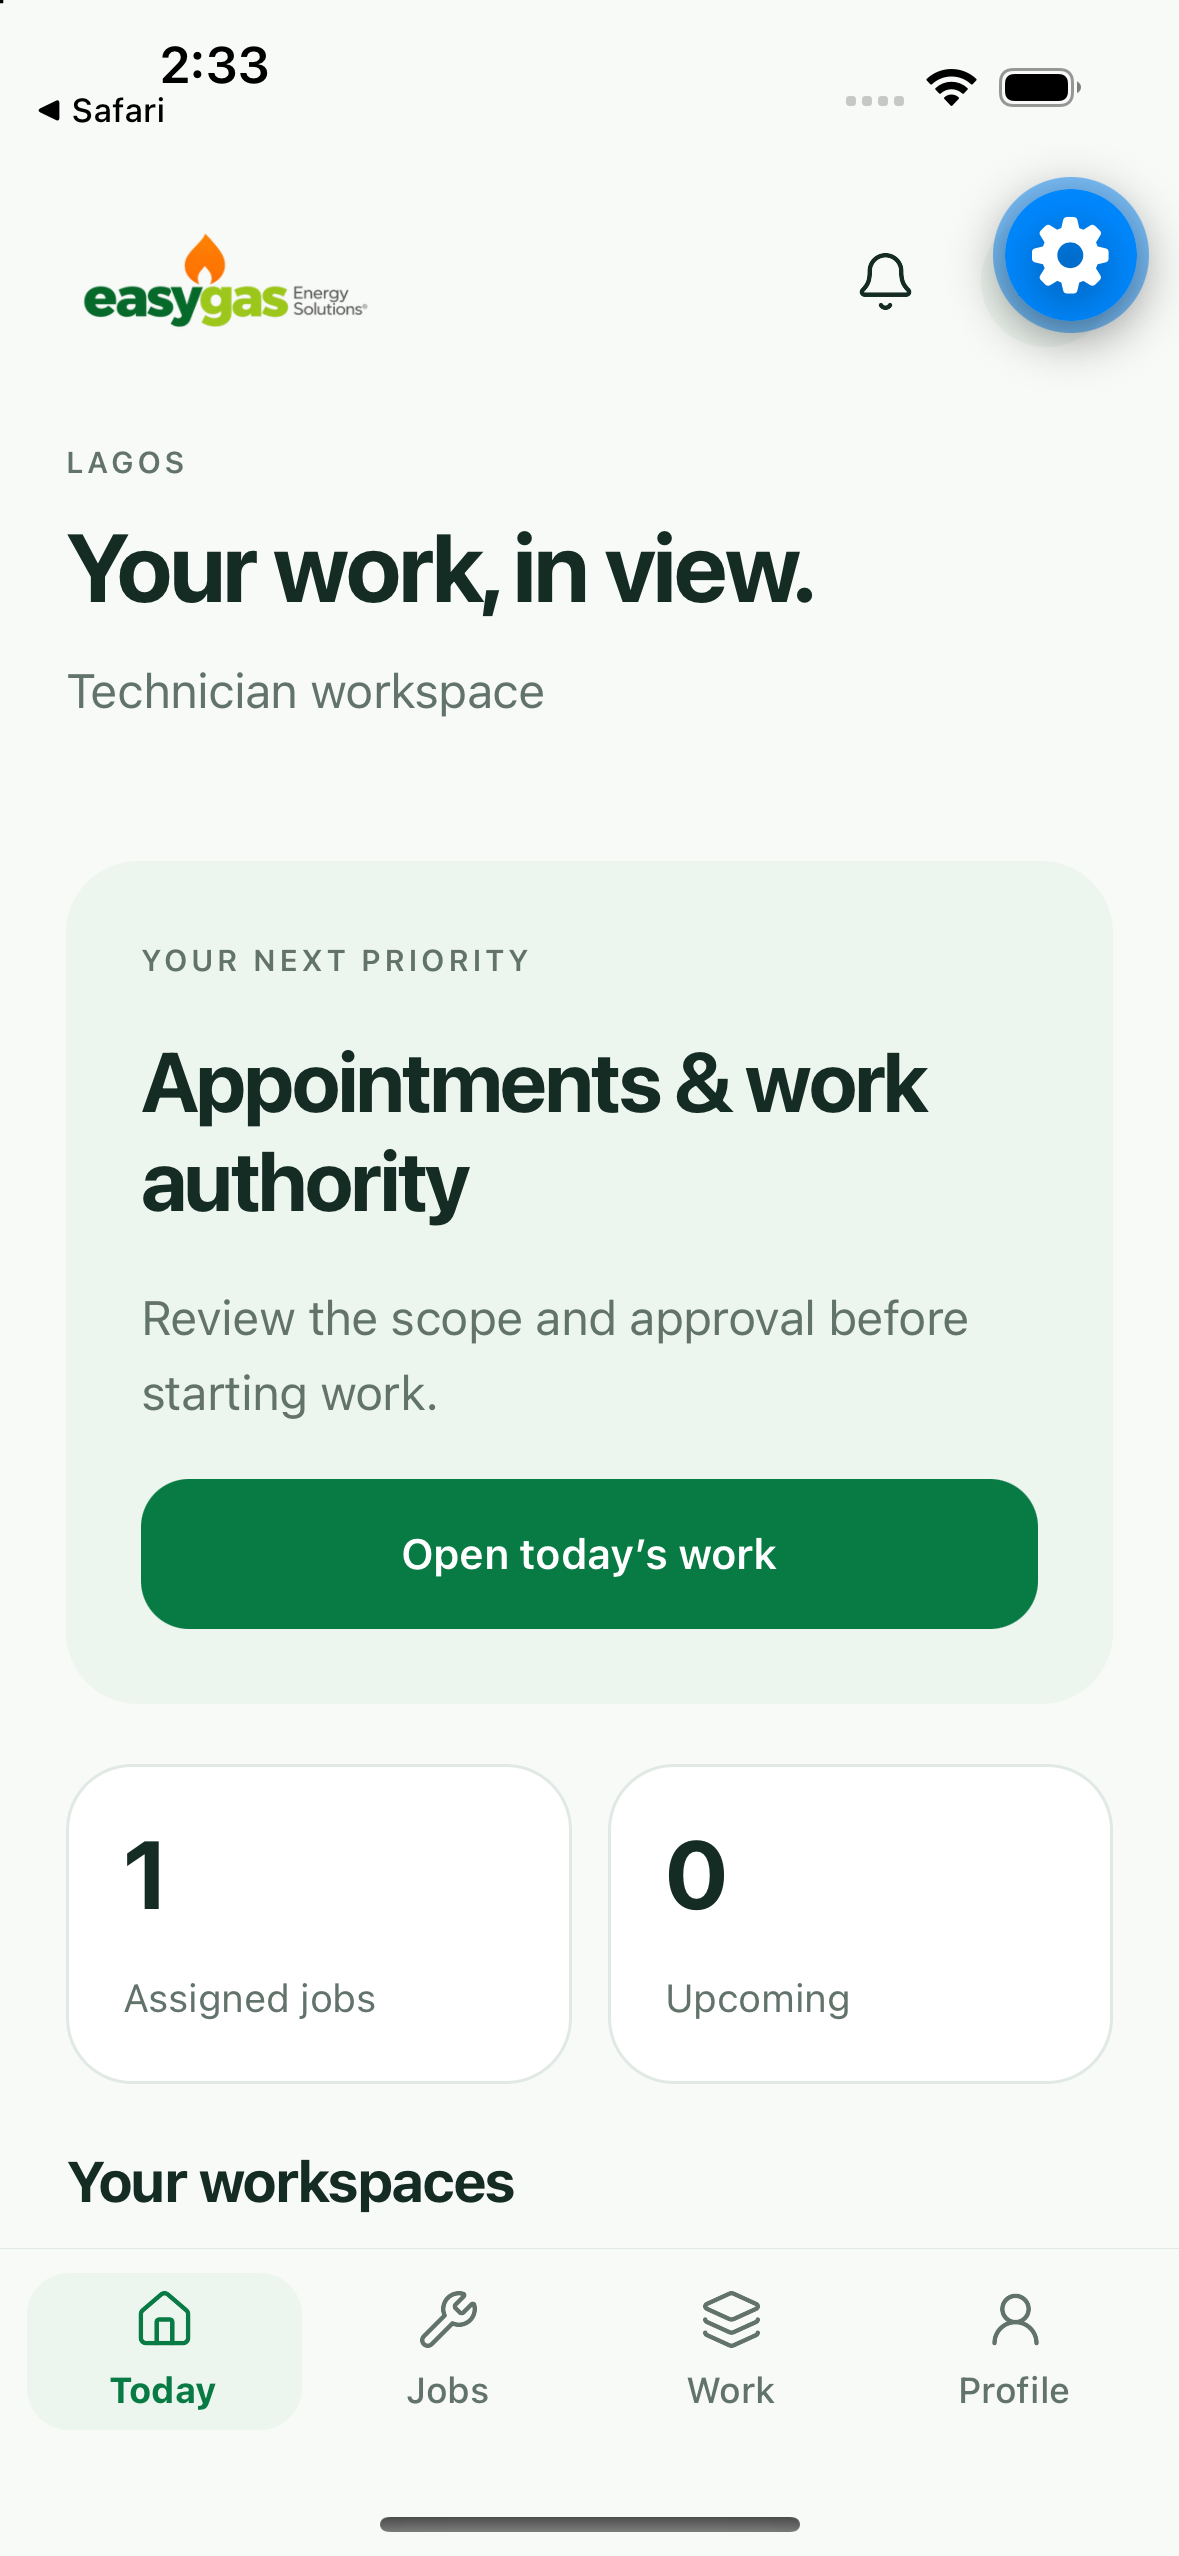 2:33
Safari
easygas Energy
Solutions®
LAGOS
Your work, in view.
Technician workspace
YOUR NEXT PRIORITY
Appointments & work
authority
Review the scope and approval before
starting work.
Open today’s work
1
0
Assigned jobs
Upcoming
Your workspaces
Today
Jobs
Work
Profile